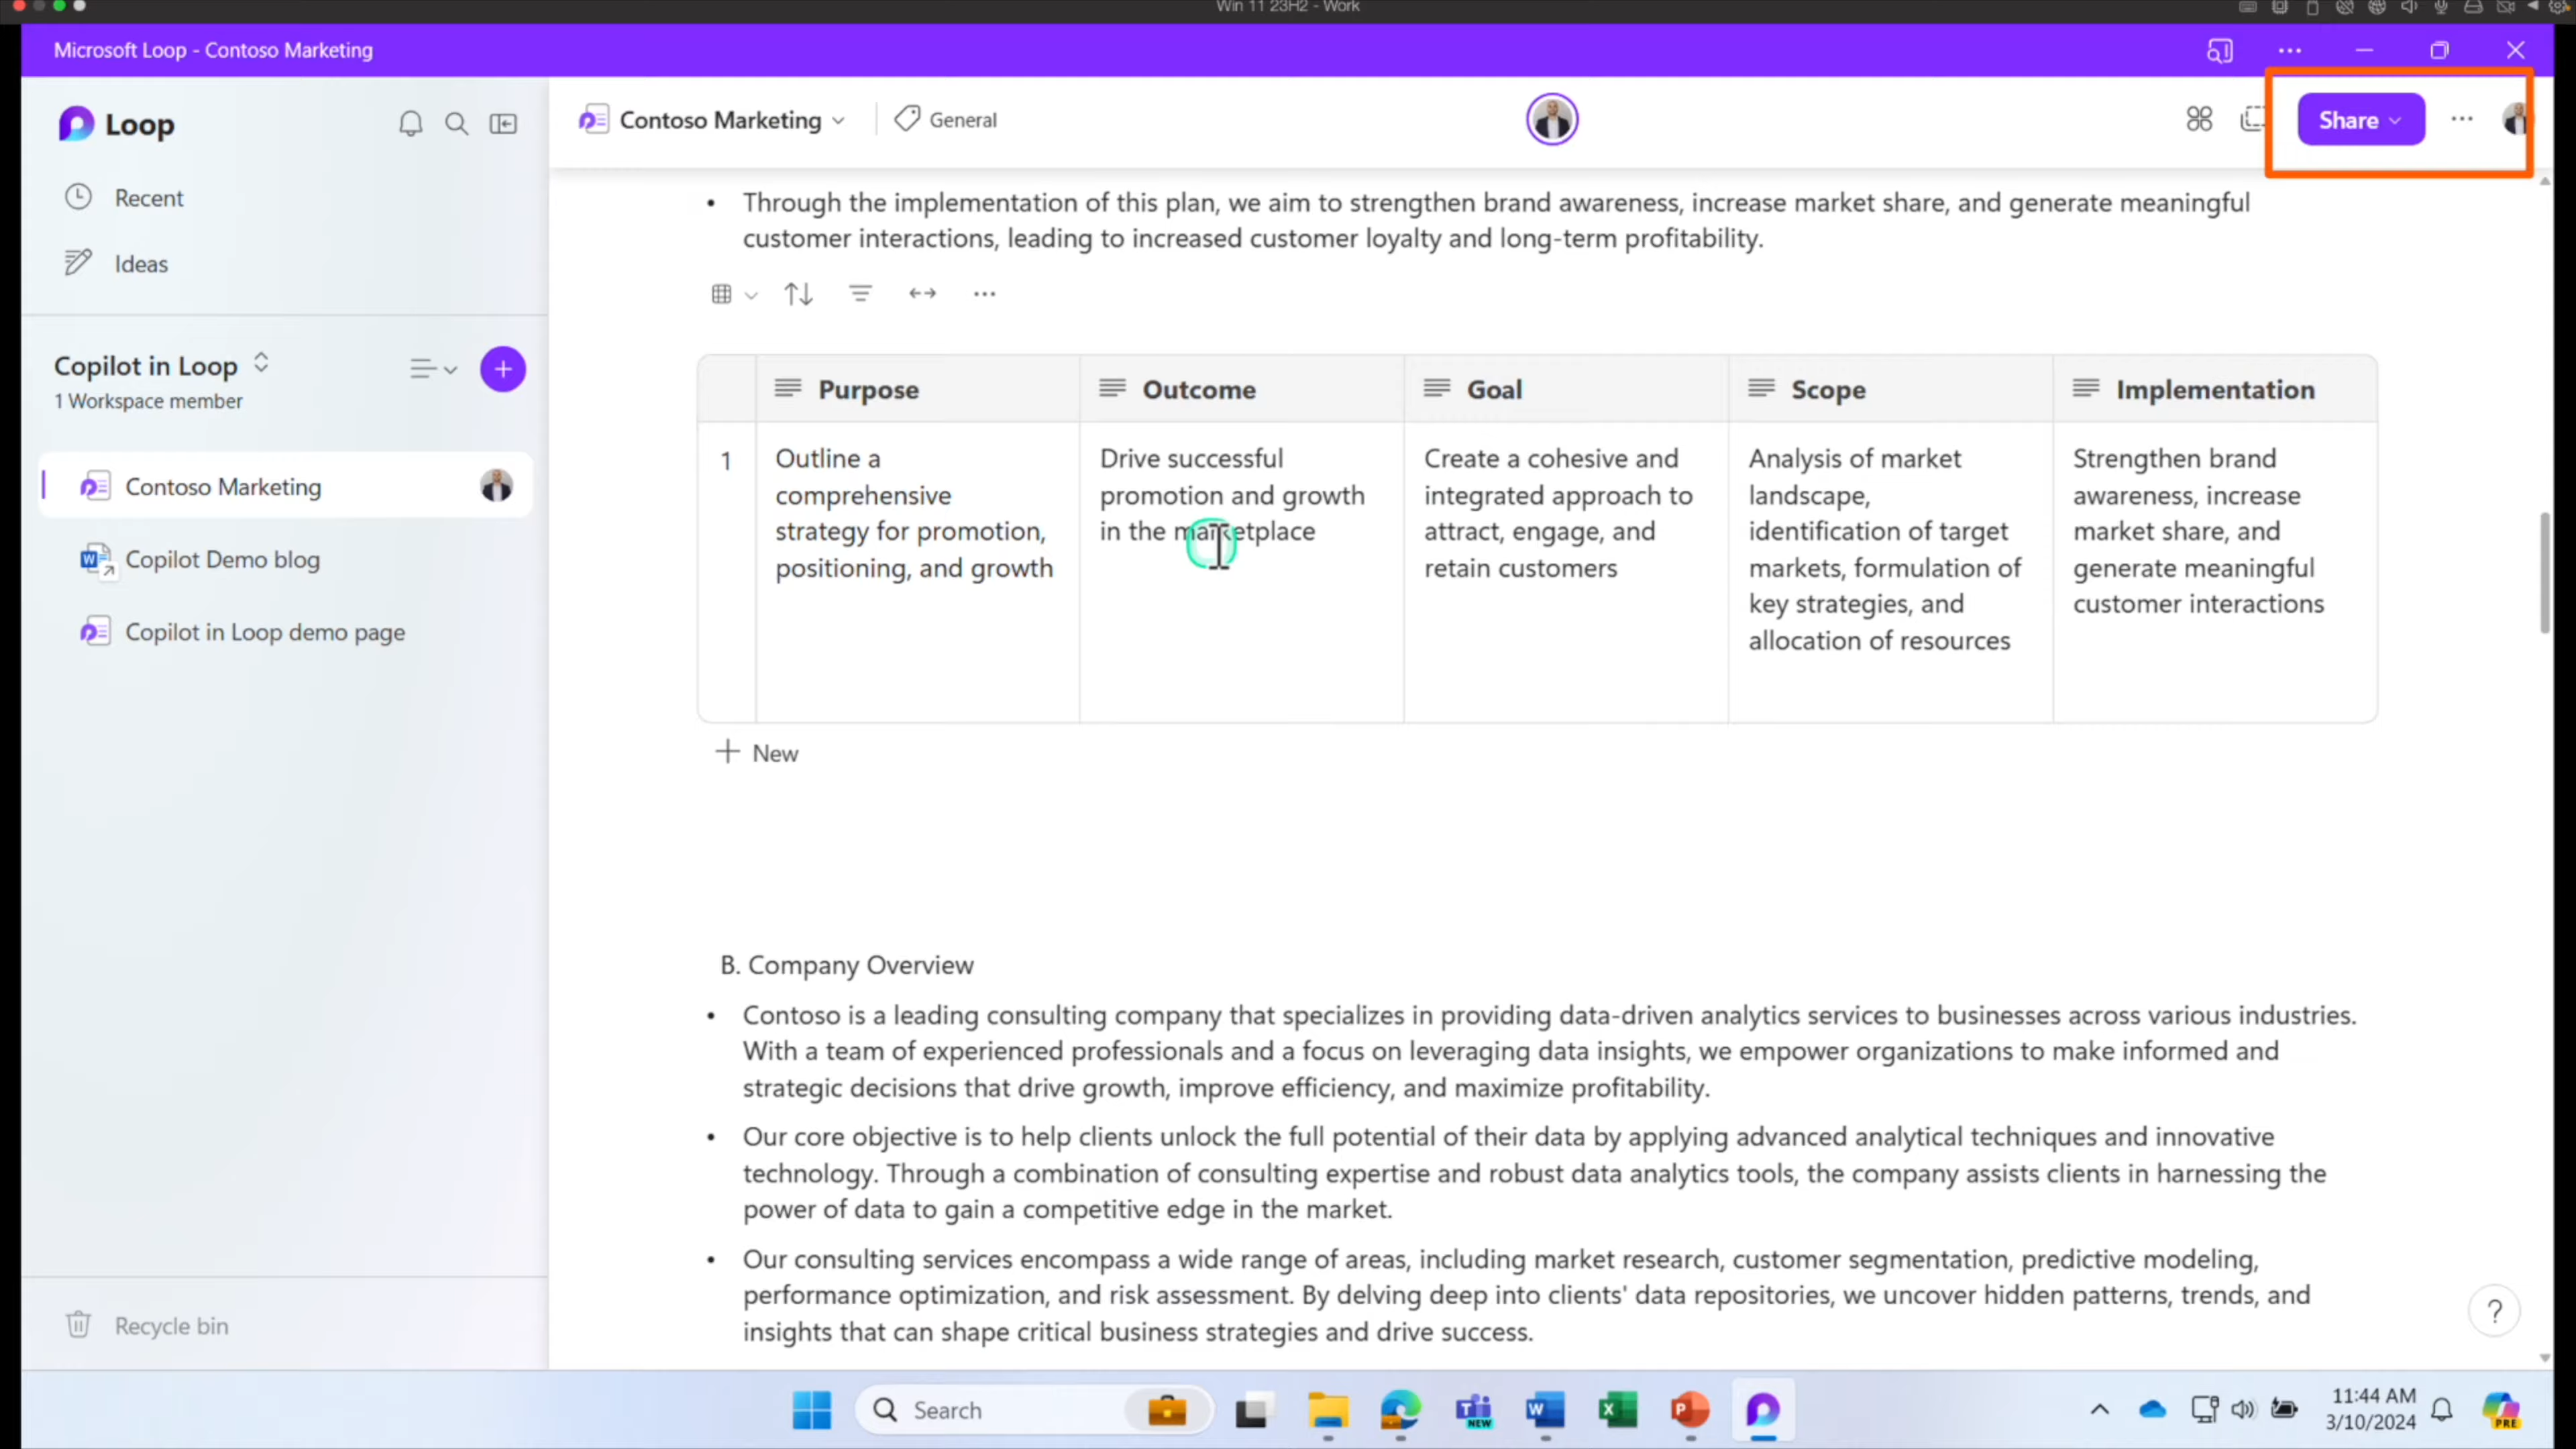 Win 11 23H2 - Work
Microsoft Loop - Contoso Marketing
Loop
Recent
Ideas
Copilot in Loop
1 Workspace member
Contoso Marketing
Copilot Demo blog
Copilot in Loop demo page
Recycle bin
Contoso Marketing
General
Share
• Through the implementation of this plan, we aim to strengthen brand awareness, increase market share, and generate meaningful
customer interactions, leading to increased customer loyalty and long-term profitability.
Purpose Outcome Goal Scope Implementation
1
Outline a
comprehensive
strategy for promotion,
positioning, and growth
Drive successful
promotion and growth
in the marketplace
Create a cohesive and
integrated approach to
attract, engage, and
retain customers
Analysis of market
landscape,
identification of target
markets, formulation of
key strategies, and
allocation of resources
Strengthen brand
awareness, increase
market share, and
generate meaningful
customer interactions
+ New
B. Company Overview
• Contoso is a leading consulting company that specializes in providing data-driven analytics services to businesses across various industries.
With a team of experienced professionals and a focus on leveraging data insights, we empower organizations to make informed and
strategic decisions that drive growth, improve efficiency, and maximize profitability.
• Our core objective is to help clients unlock the full potential of their data by applying advanced analytical techniques and innovative
technology. Through a combination of consulting expertise and robust data analytics tools, the company assists clients in harnessing the
power of data to gain a competitive edge in the market.
• Our consulting services encompass a wide range of areas, including market research, customer segmentation, predictive modeling,
performance optimization, and risk assessment. By delving deep into clients' data repositories, we uncover hidden patterns, trends, and
insights that can shape critical business strategies and drive success.
?
Search
T
NEW
W
X
P
11:44 AM
3/10/2024
PRE